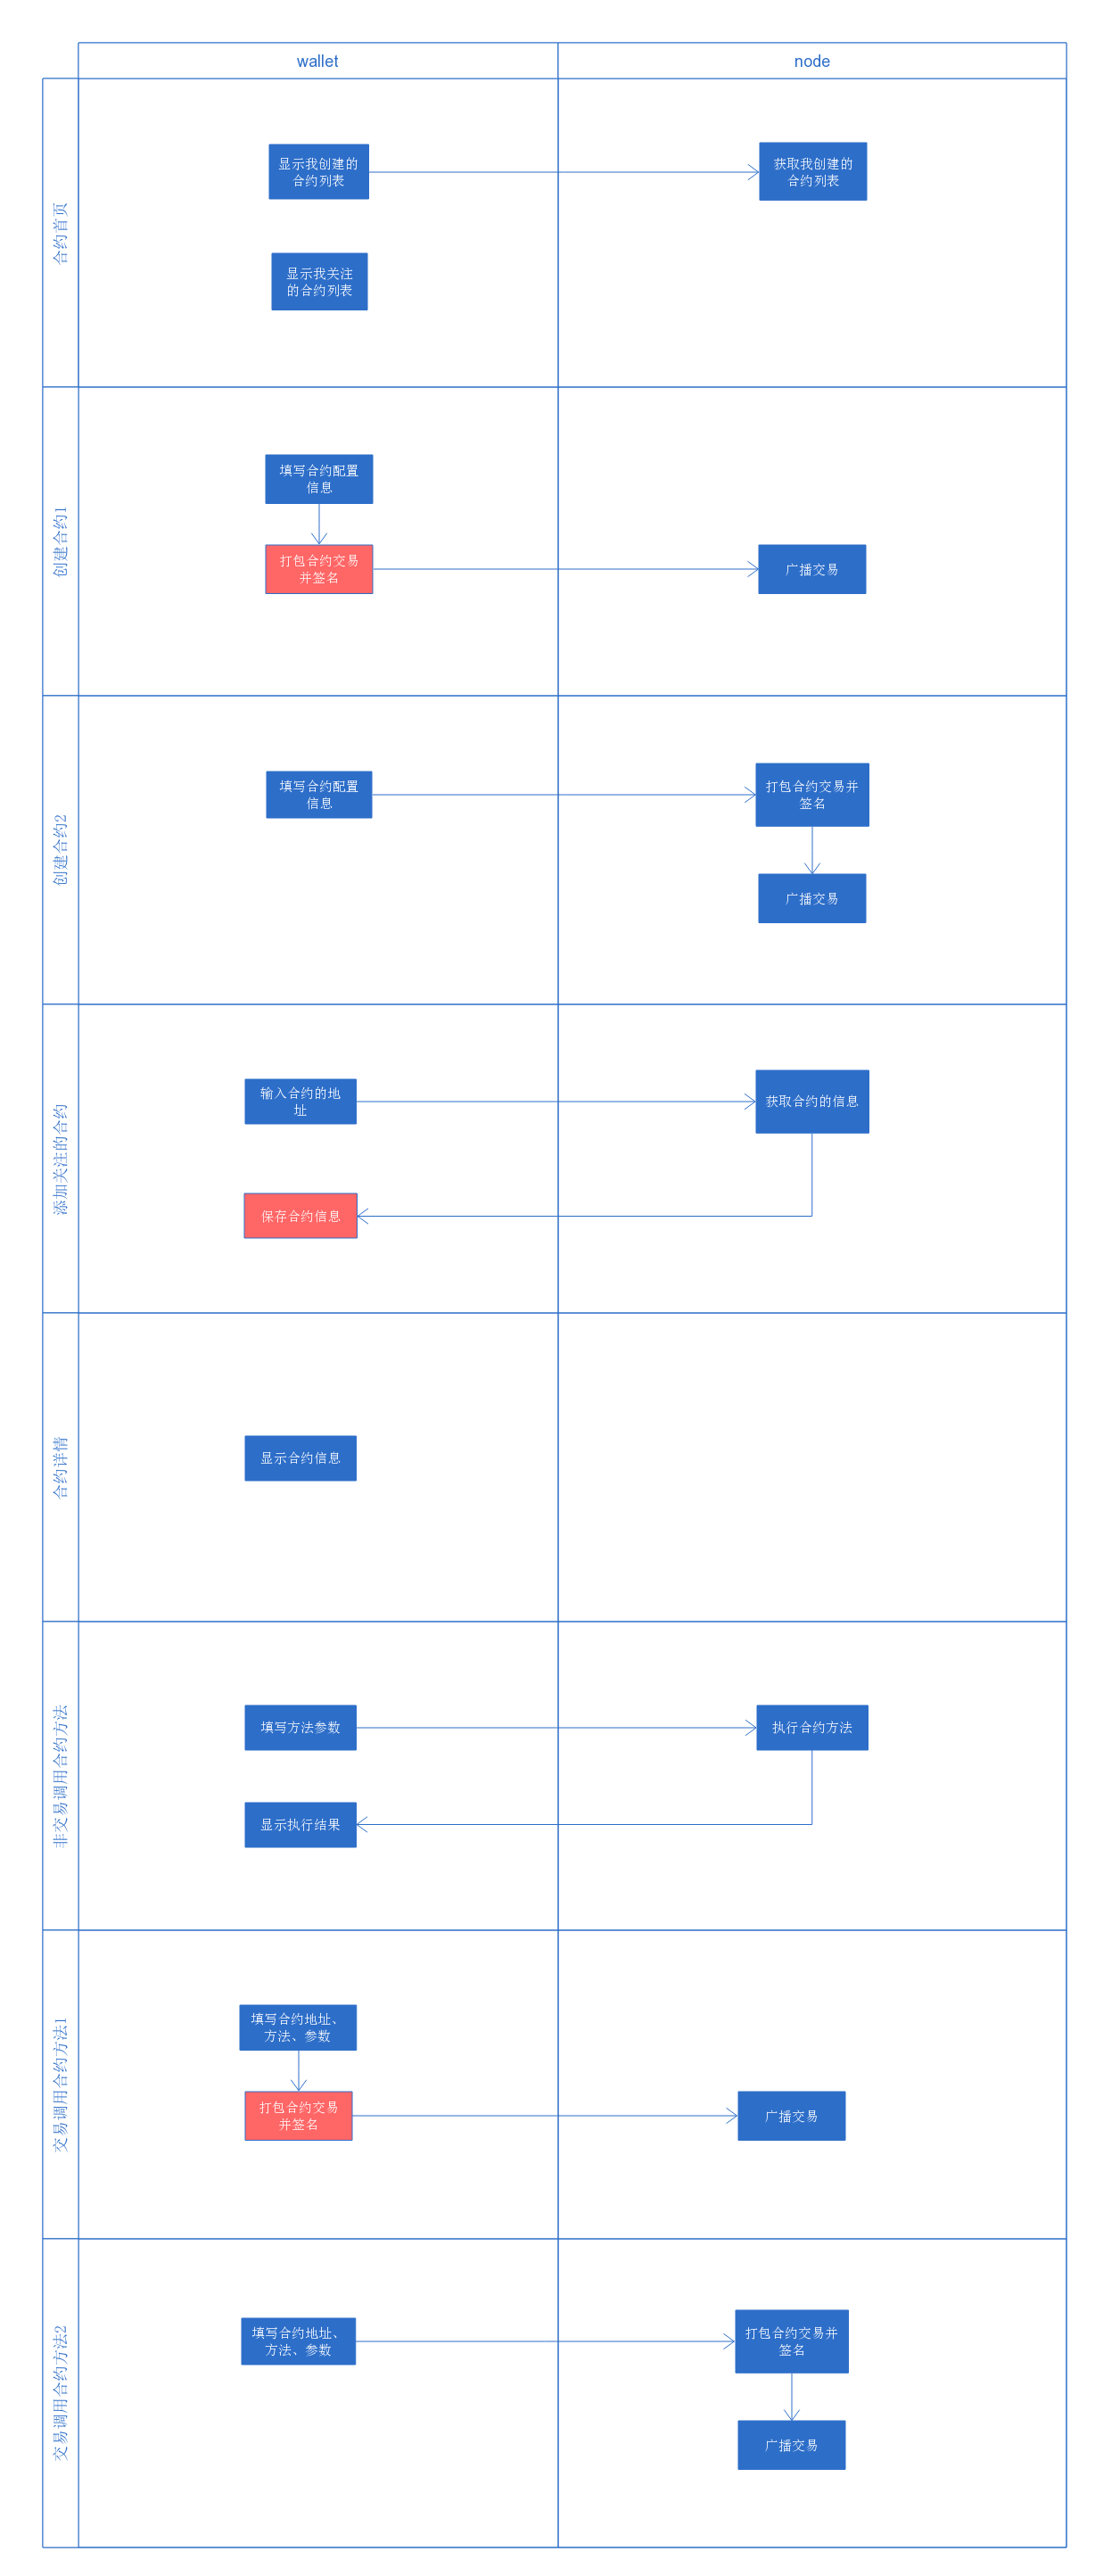 wallet
node
合约首页
显示我创建的
合约列表
获取我创建的
合约列表
显示我关注
的合约列表
创建合约1
填写合约配置
信息
打包合约交易
并签名
广播交易
创建合约2
填写合约配置
信息
打包合约交易并
签名
广播交易
添加关注的合约
输入合约的地
址
获取合约的信息
保存合约信息
合约详情
显示合约信息
非交易调用合约方法
填写方法参数
执行合约方法
显示执行结果
交易调用合约方法1
填写合约地址、
方法、参数
打包合约交易
并签名
广播交易
交易调用合约方法2
填写合约地址、
方法、参数
打包合约交易并
签名
广播交易